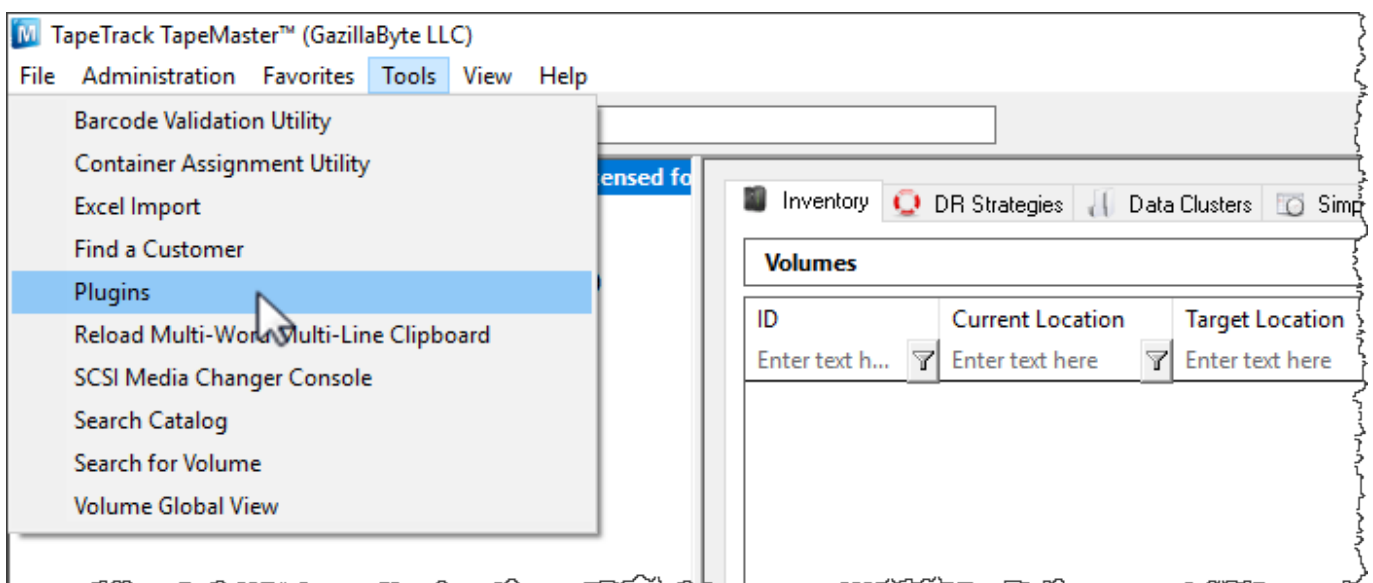 TapeTrack TapeMaster™ (GazillaByte LLC)
File Administration Favorites Tools View Help
Barcode Validation Utility
Container Assignment Utility
Excel Import
Find a Customer
Plugins
Reload Multi-Word Multi-Line Clipboard
SCSI Media Changer Console
Search Catalog
Search for Volume
Volume Global View
Inventory DR Strategies Data Clusters
Volumes
ID Current Location Target Location
Enter text h... Enter text here Enter text here